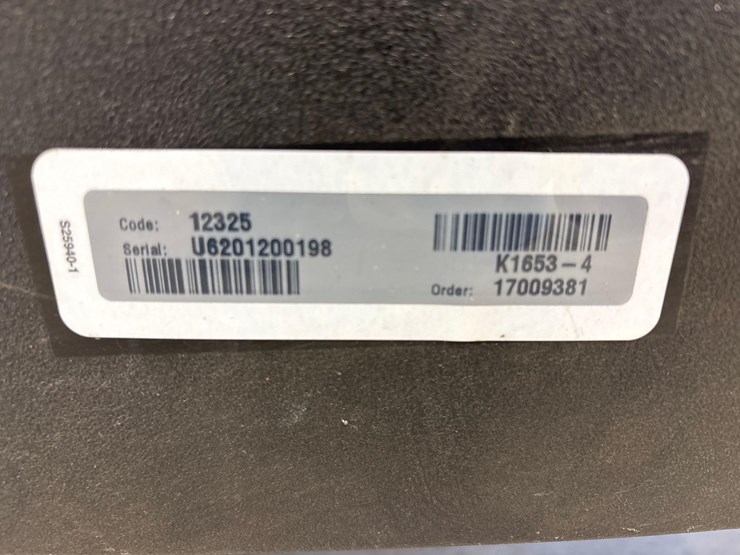 S25940-1
Code: 12325
Serial: U6201200198
K1653-4
Order: 17009381